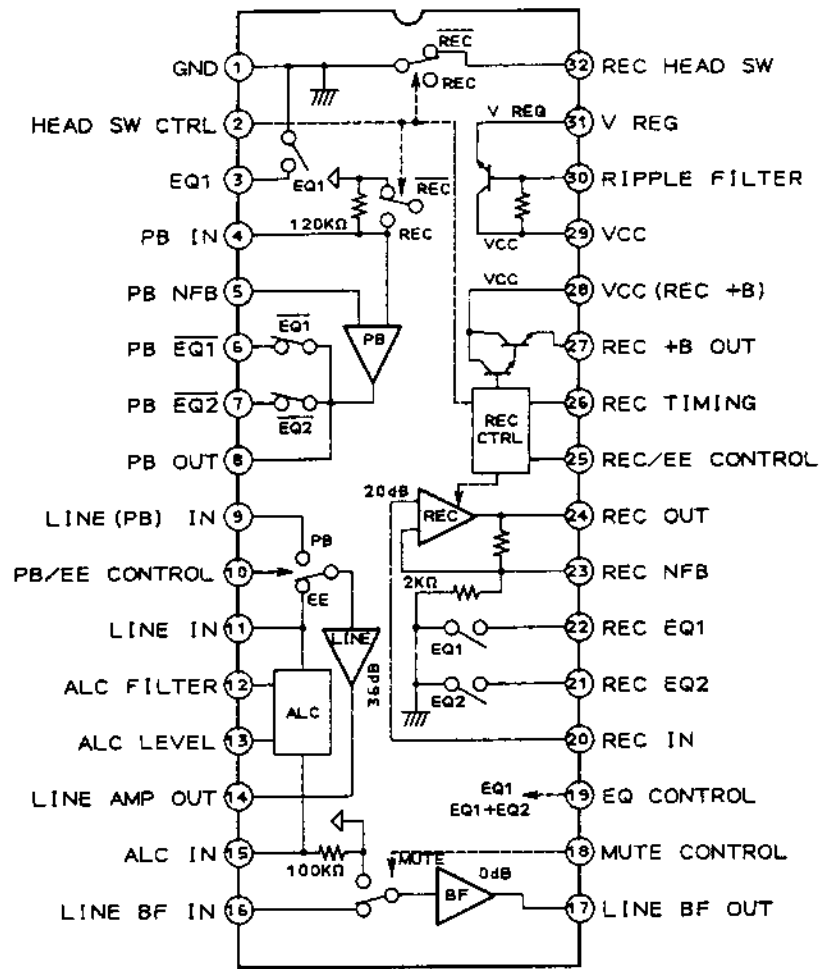 GND 1
HEAD SW CTRL 2
EQ1 3
PB IN 4
PB NFB 5
PB EQ1 6
PB EQ2 7
PB OUT 8
LINE(PB) IN 9
PB/EE CONTROL 10
LINE IN 11
ALC FILTER 12
ALC LEVEL 13
LINE AMP OUT 14
ALC IN 15
LINE BF IN 16
REC
REC
EQ1
REC
120KΩ
REC
PB
EQ1
EQ2
PB
EE
LINE
36dB
ALC
100KΩ
MUTE
BF
0dB
V REG
VCC
VCC
REC
CTRL
20dB
REC
2KΩ
EQ1
EQ2
EQ1
EQ1+EQ2
32 REC HEAD SW
31 V REG
30 RIPPLE FILTER
29 VCC
28 VCC(REC +B)
27 REC +B OUT
26 REC TIMING
25 REC/EE CONTROL
24 REC OUT
23 REC NFB
22 REC EQ1
21 REC EQ2
20 REC IN
19 EQ CONTROL
18 MUTE CONTROL
17 LINE BF OUT